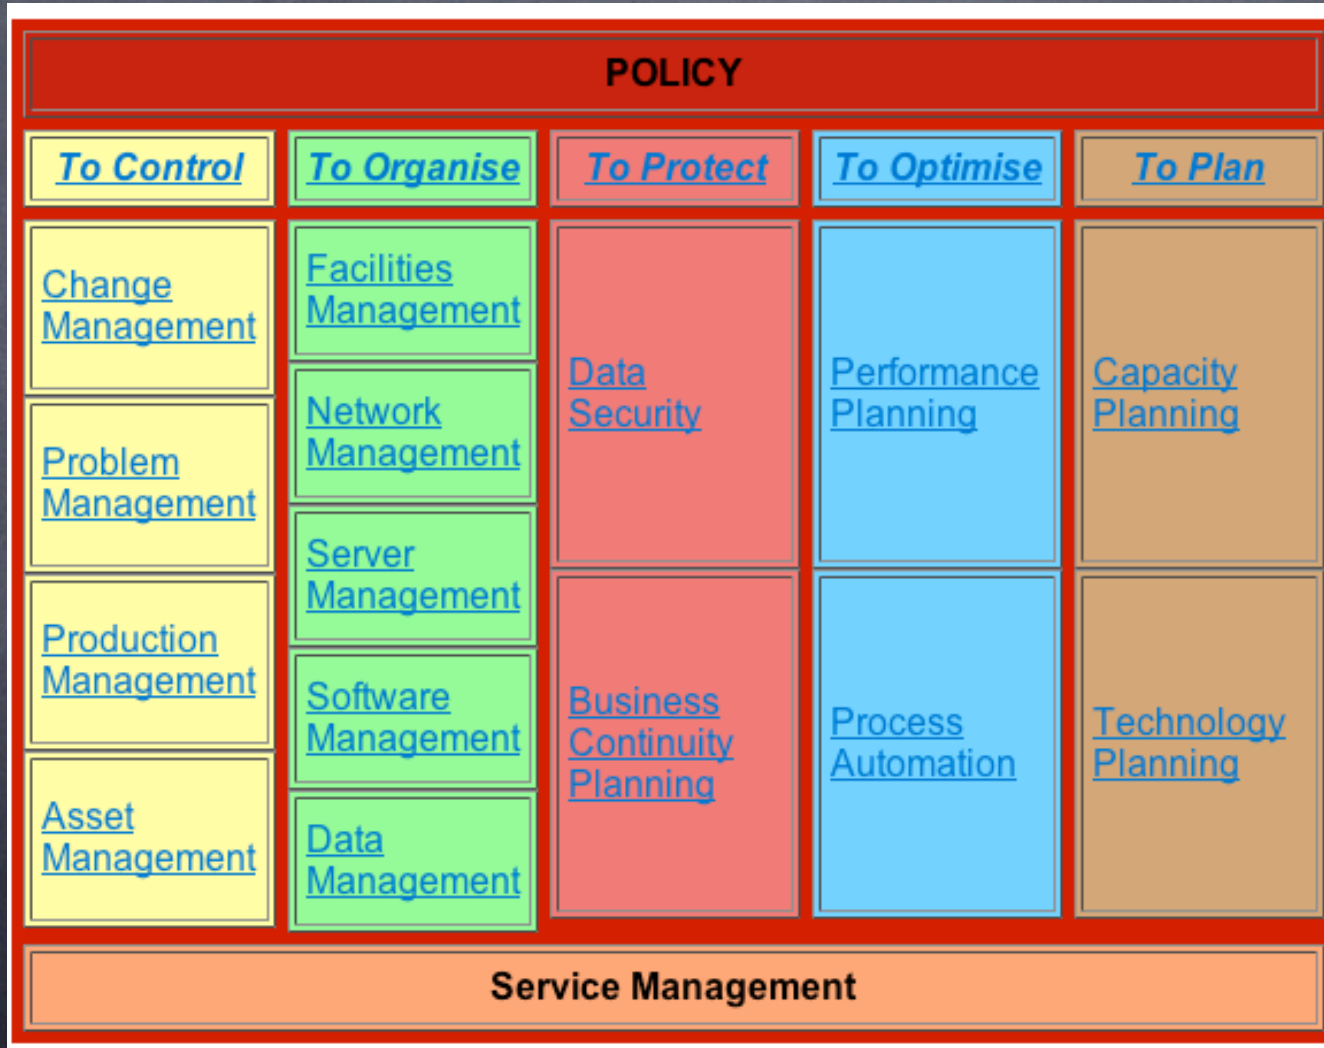 POLICY
To Control
To Organise
To Protect
To Optimise
To Plan
Change
Management
Problem
Management
Production
Management
Asset
Management
Facilities
Management
Network
Management
Server
Management
Software
Management
Data
Management
Data
Security
Business
Continuity
Planning
Performance
Planning
Process
Automation
Capacity
Planning
Technology
Planning
Service Management